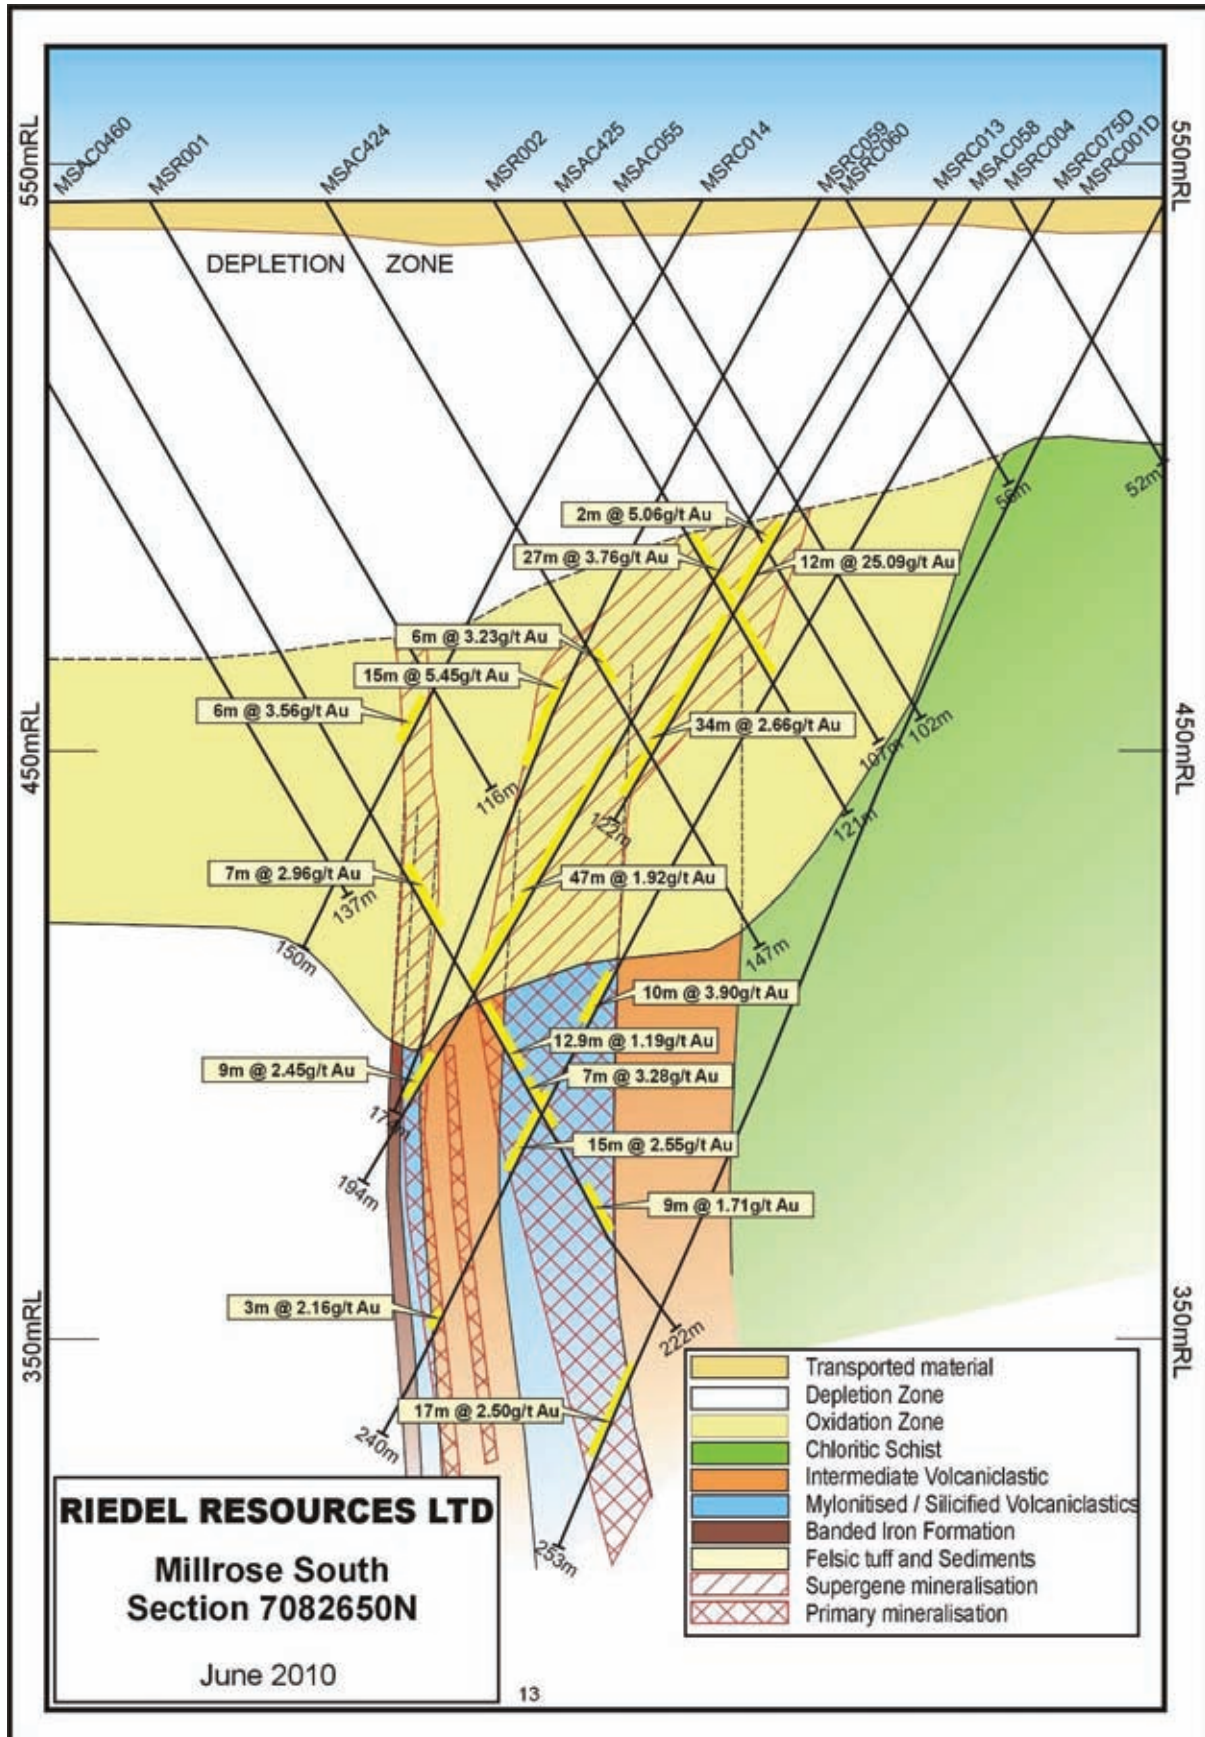 MSAC0460
MSR001
MSAC424
MSR002
MSAC425
MSAC055
MSRC014
MSRC059
MSRC060
MSRC013
MSAC058
MSRC004
MSRC075D
MSRC001D
550mRL
550mRL
DEPLETION ZONE
56m
52m
2m @ 5.06g/t Au
27m @ 3.76g/t Au
12m @ 25.09g/t Au
6m @ 3.23g/t Au
15m @ 5.45g/t Au
6m @ 3.56g/t Au
34m @ 2.66g/t Au
450mRL
450mRL
102m
107m
116m
122m
121m
7m @ 2.96g/t Au
47m @ 1.92g/t Au
137m
150m
147m
10m @ 3.90g/t Au
12.9m @ 1.19g/t Au
9m @ 2.45g/t Au
7m @ 3.28g/t Au
15m @ 2.55g/t Au
194m
9m @ 1.71g/t Au
3m @ 2.16g/t Au
222m
350mRL
350mRL
17m @ 2.50g/t Au
240m
253m
Transported material
Depletion Zone
Oxidation Zone
Chloritic Schist
Intermediate Volcaniclastic
Mylonitised / Silicified Volcaniclastics
Banded Iron Formation
Felsic tuff and Sediments
Supergene mineralisation
Primary mineralisation
RIEDEL RESOURCES LTD
Millrose South
Section 7082650N
June 2010
13